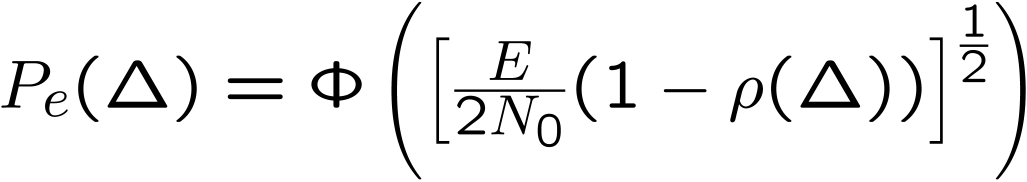 P_e(Δ) = Φ([E/2N_0 (1 − ρ(Δ))]^{1/2})